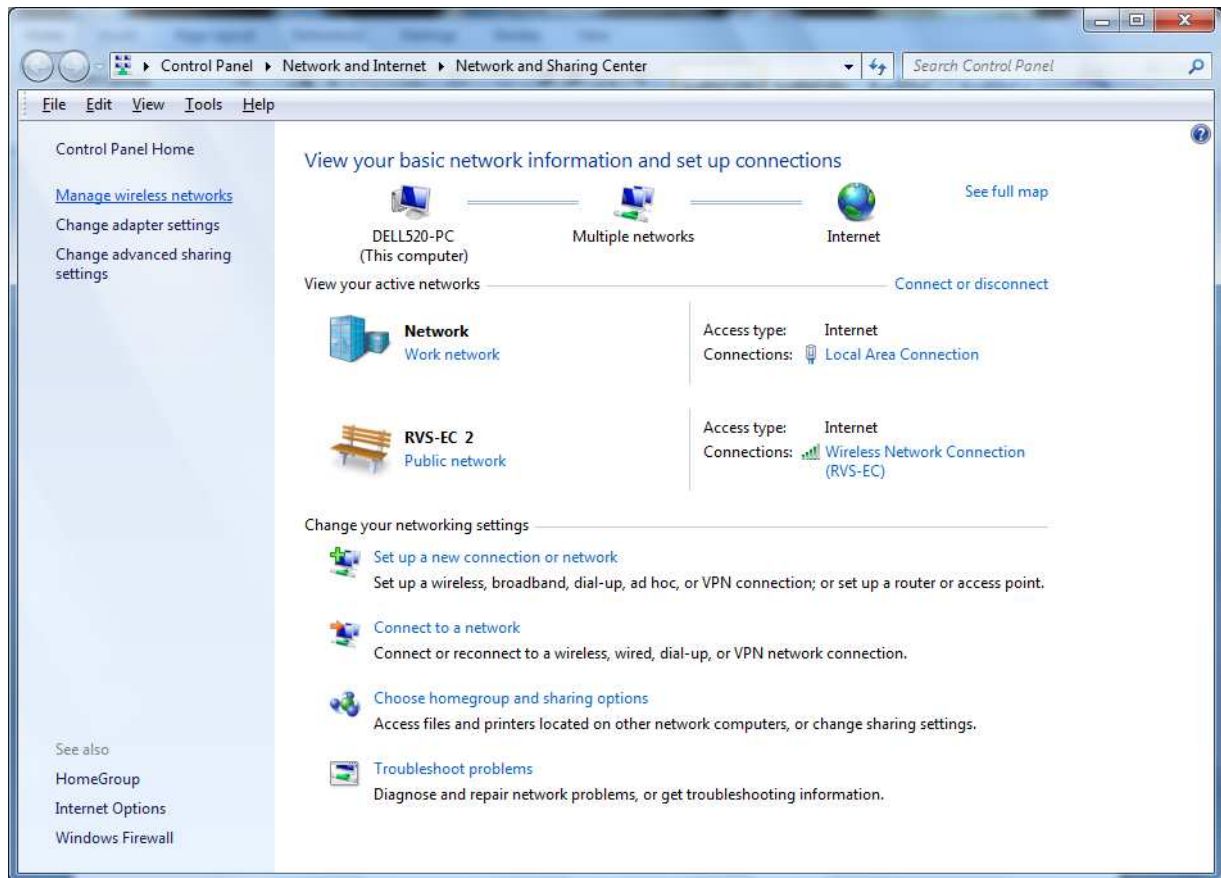 Control Panel ▸ Network and Internet ▸ Network and Sharing Center
Search Control Panel
File Edit View Tools Help
Control Panel Home
Manage wireless networks
Change adapter settings
Change advanced sharing
settings
See also
HomeGroup
Internet Options
Windows Firewall
View your basic network information and set up connections
See full map
DELL520-PC
(This computer)
Multiple networks
Internet
View your active networks
Connect or disconnect
Network
Work network
Access type: Internet
Connections: Local Area Connection
RVS-EC 2
Public network
Access type: Internet
Connections: Wireless Network Connection
(RVS-EC)
Change your networking settings
Set up a new connection or network
Set up a wireless, broadband, dial-up, ad hoc, or VPN connection; or set up a router or access point.
Connect to a network
Connect or reconnect to a wireless, wired, dial-up, or VPN network connection.
Choose homegroup and sharing options
Access files and printers located on other network computers, or change sharing settings.
Troubleshoot problems
Diagnose and repair network problems, or get troubleshooting information.